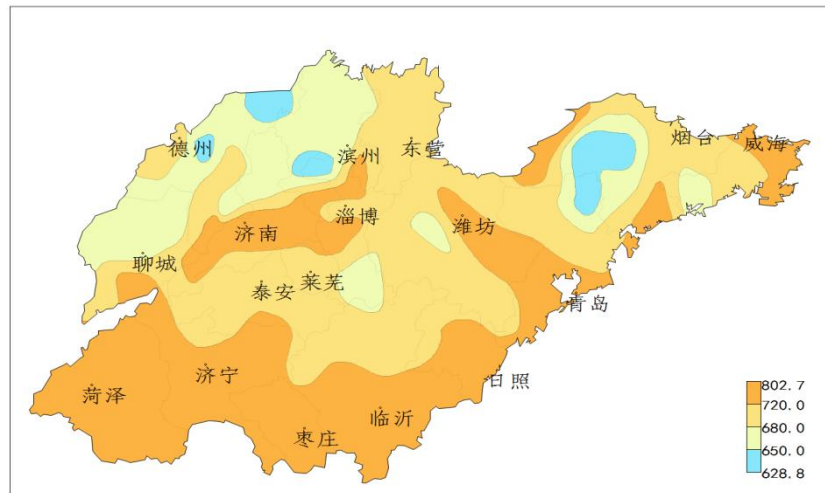 烟台
威海
德州
滨州
东营
淄博
潍坊
济南
聊城
莱芜
泰安
青岛
济宁
日照
菏泽
临沂
枣庄
802.7
720.0
680.0
650.0
628.8